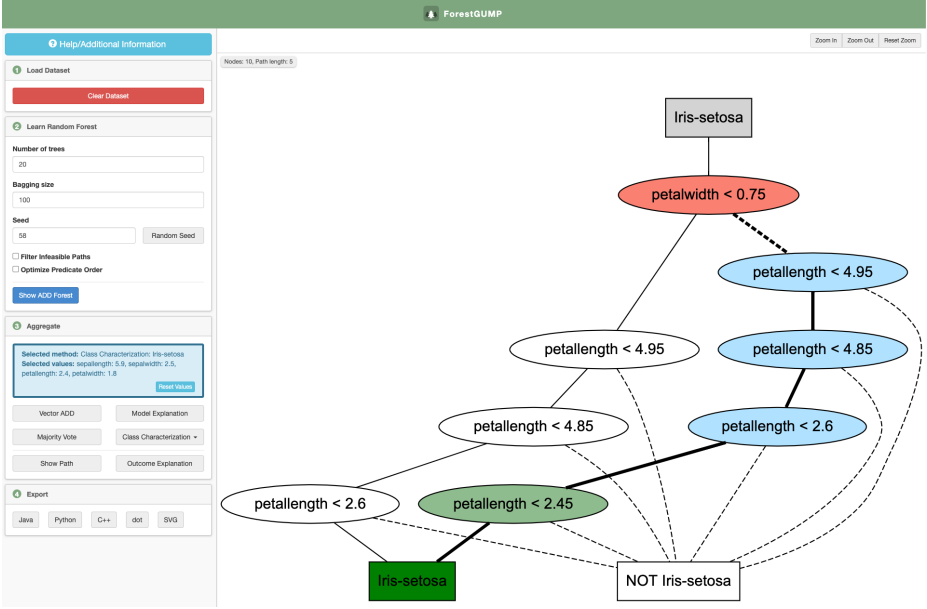 ForestGUMP
Help/Additional Information
Zoom In Zoom Out Reset Zoom
Nodes: 10, Path length: 5
1 Load Dataset
Clear Dataset
2 Learn Random Forest
Number of trees
20
Bagging size
100
Seed
58 Random Seed
Filter Infeasible Paths
Optimize Predicate Order
Show ADD Forest
3 Aggregate
Selected method: Class Characterization: Iris-setosa
Selected values: sepallength: 5.9, sepalwidth: 2.5,
petallength: 2.4, petalwidth: 1.8
Reset Values
Vector ADD Model Explanation
Majority Vote Class Characterization
Show Path Outcome Explanation
4 Export
Java Python C++ dot SVG
Iris-setosa
petalwidth < 0.75
petallength < 4.95
petallength < 4.95
petallength < 4.85
petallength < 4.85
petallength < 2.6
petallength < 2.6
petallength < 2.45
Iris-setosa
NOT Iris-setosa